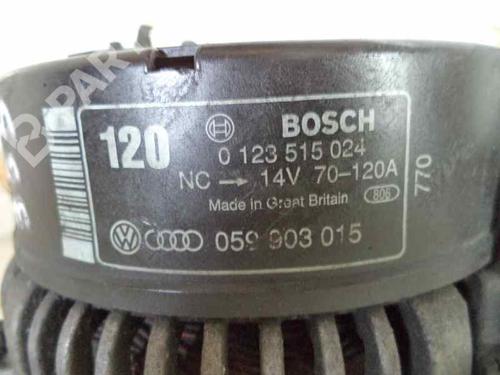 120 BOSCH
0 123 515 024
NC → 14V 70-120A
Made in Great Britain 806
770
059 903 015